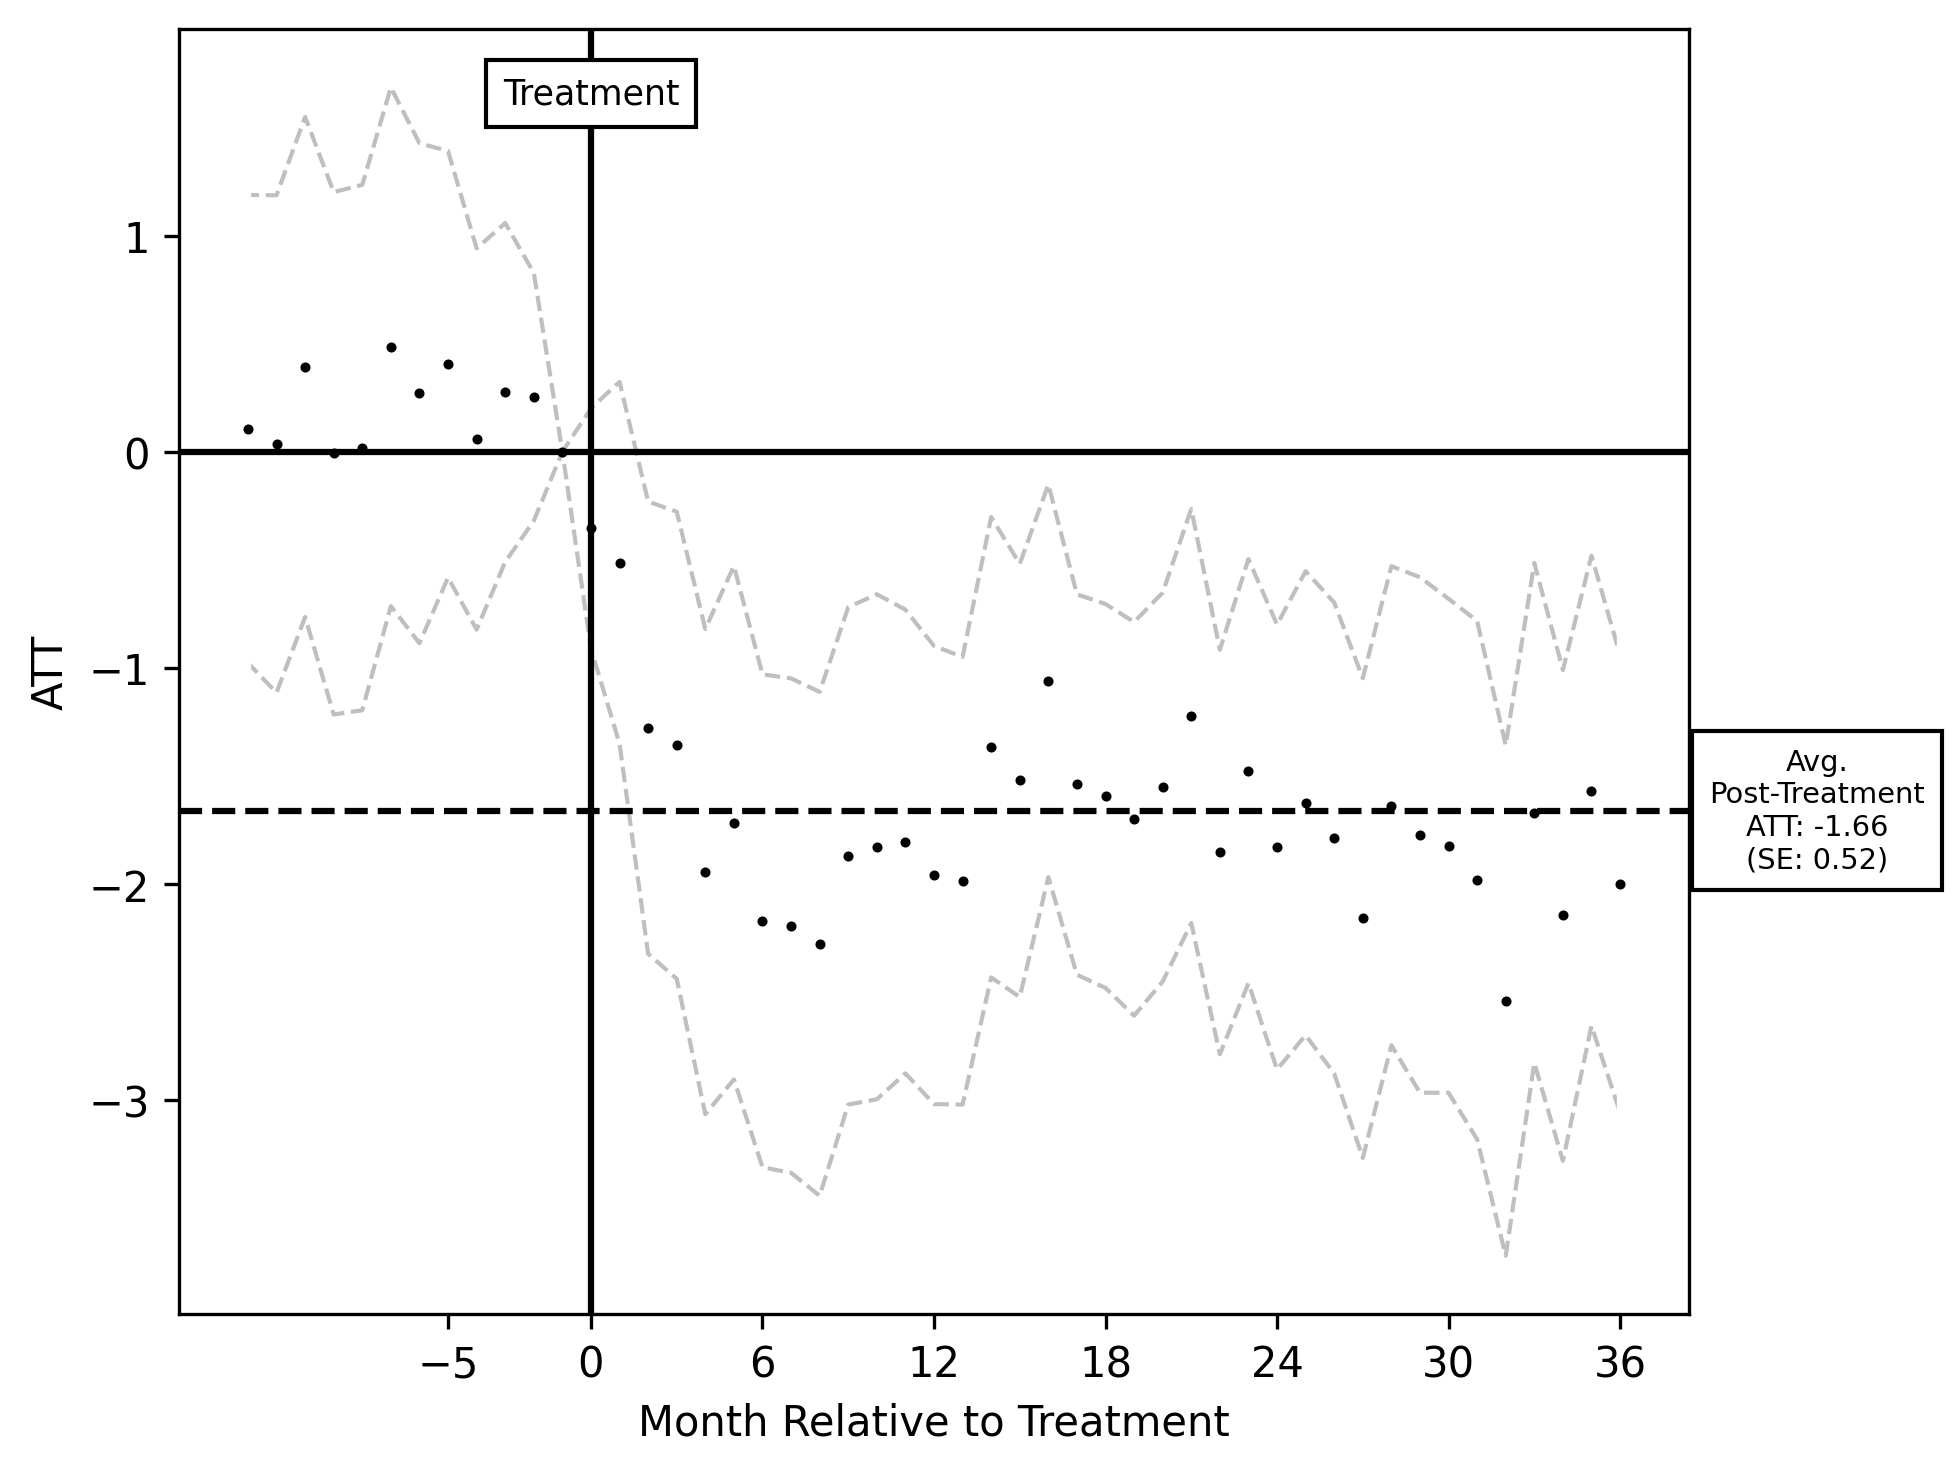 Treatment
1
0
−1
−2
−3
ATT
Avg.
Post-Treatment
ATT: -1.66
(SE: 0.52)
−5 0 6 12 18 24 30 36
Month Relative to Treatment